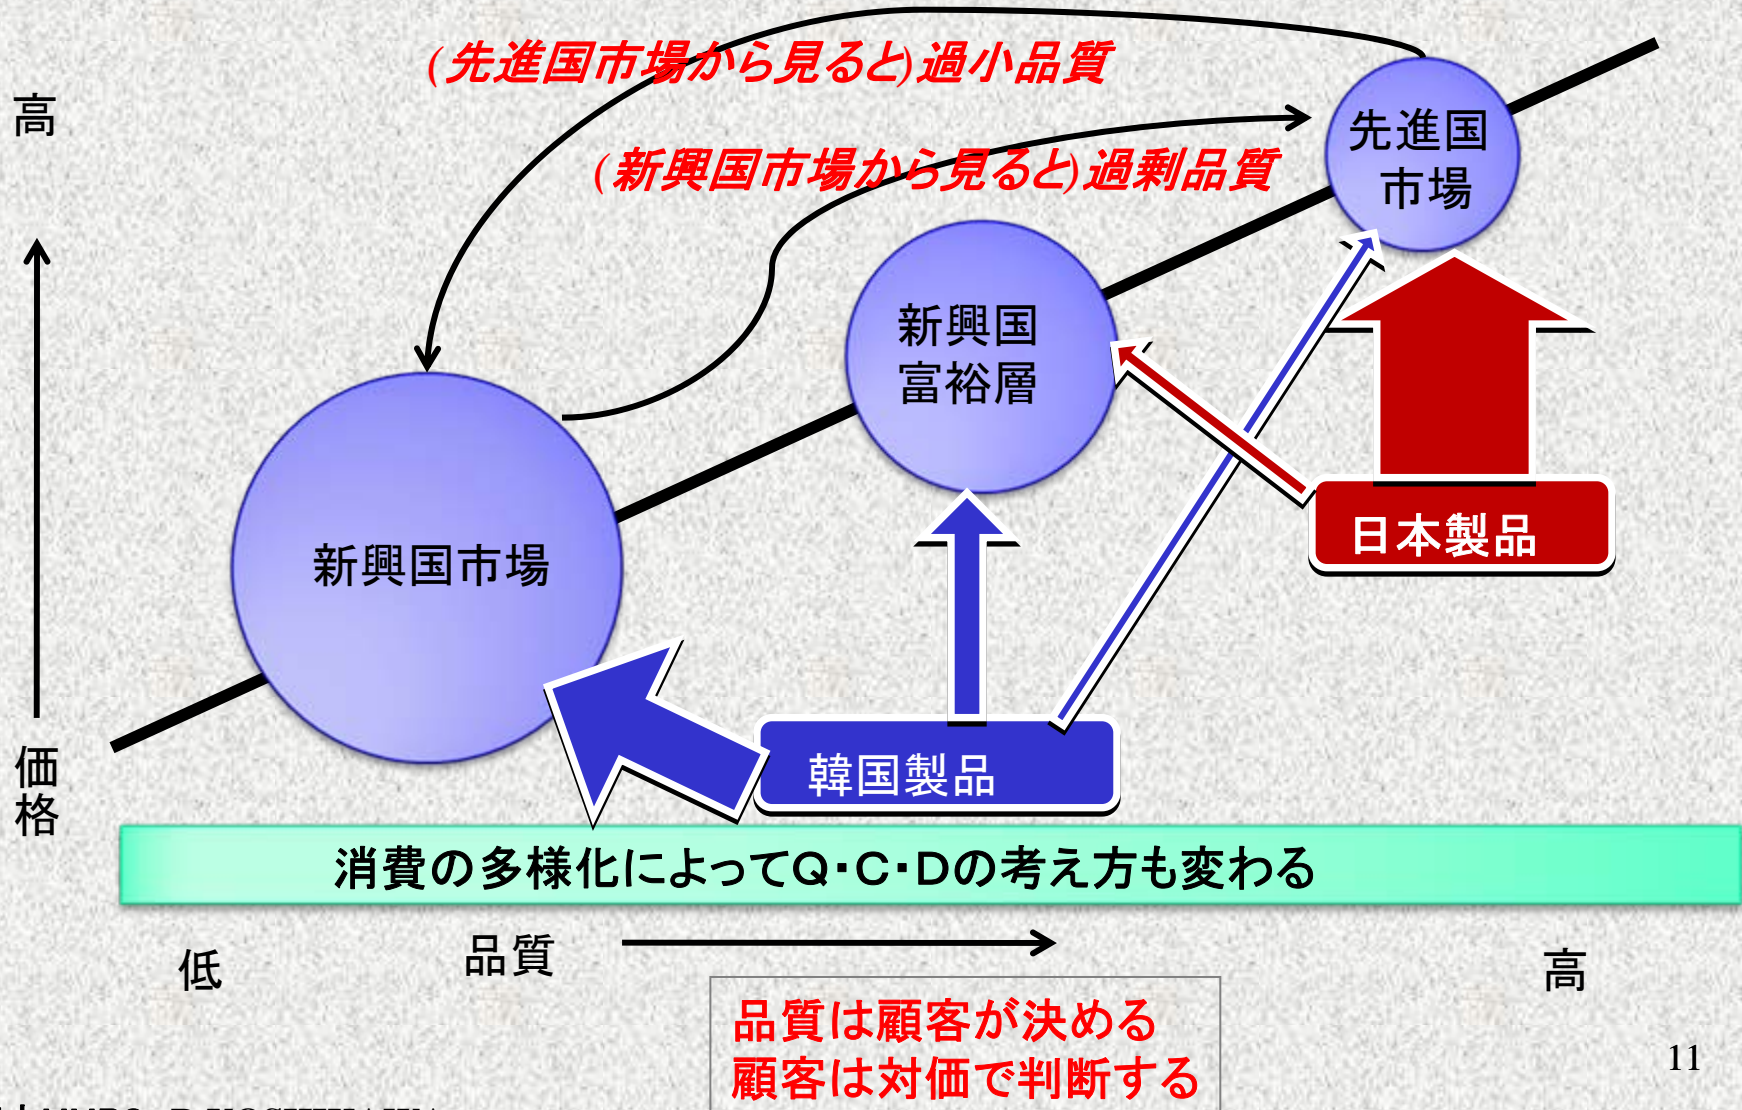 (先進国市場から見ると)過小品質
高
先進国
市場
(新興国市場から見ると)過剰品質
新興国
富裕層
日本製品
新興国市場
価
格
韓国製品
消費の多様化によってQ・C・Dの考え方も変わる
低
品質
高
品質は顧客が決める
顧客は対価で判断する
11